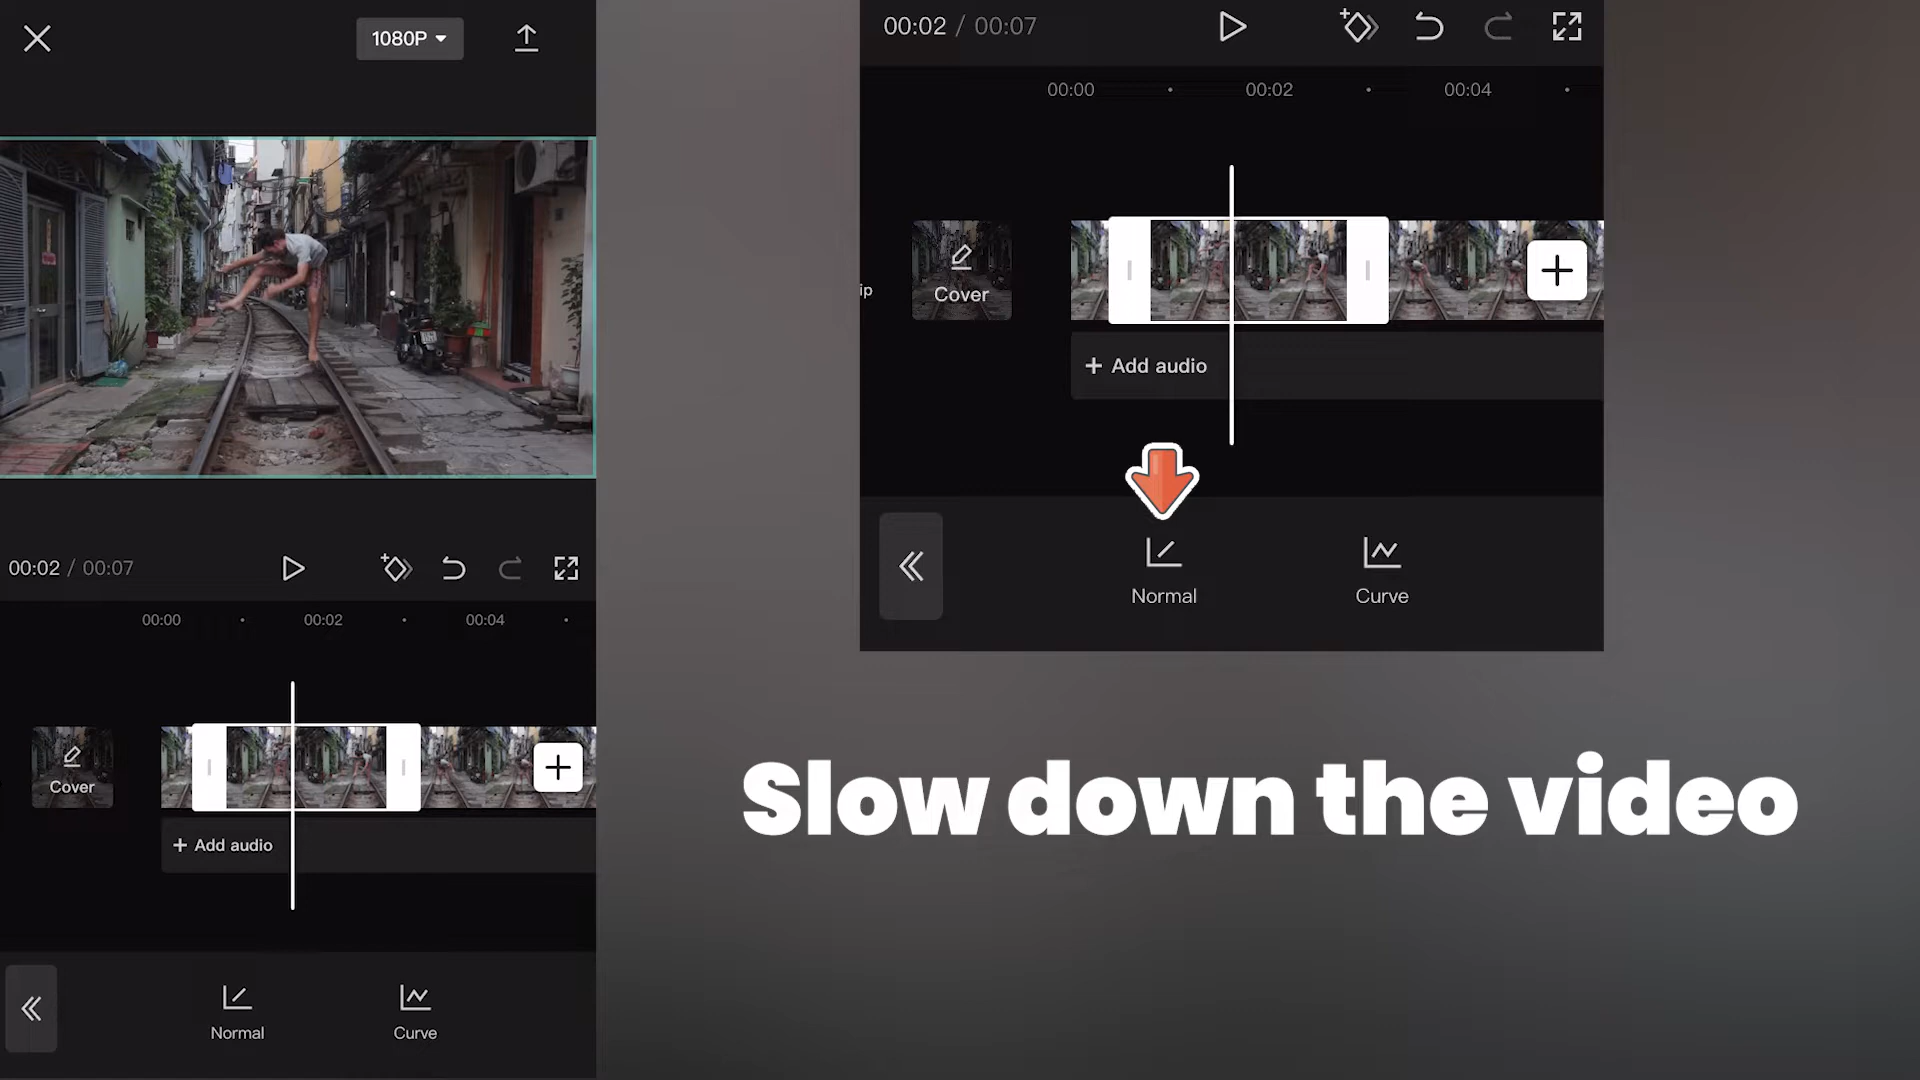 1080P
00:02 / 00:07
00:00
00:02
00:04
Cover
+ Add audio
Normal
Curve
00:02 / 00:07
00:00
00:02
00:04
ip
Cover
+ Add audio
Normal
Curve
Slow down the video